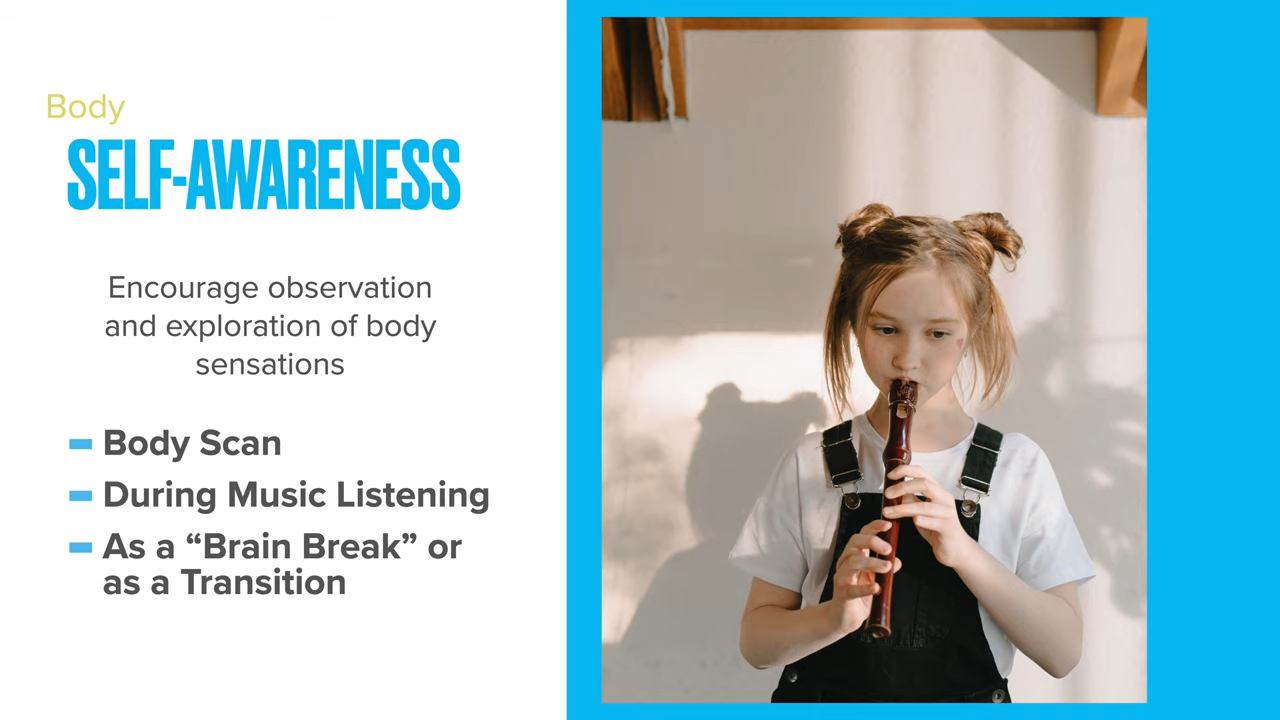 Body
SELF-AWARENESS
Encourage observation
and exploration of body
sensations
Body Scan
During Music Listening
As a “Brain Break” or
as a Transition